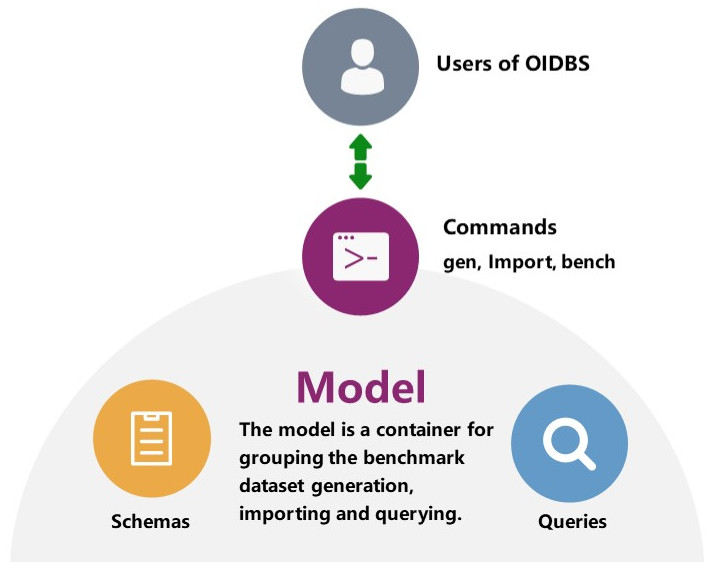 Users of OIDBS
Commands
gen, Import, bench
Model
The model is a container for
grouping the benchmark
dataset generation,
importing and querying.
Schemas
Queries